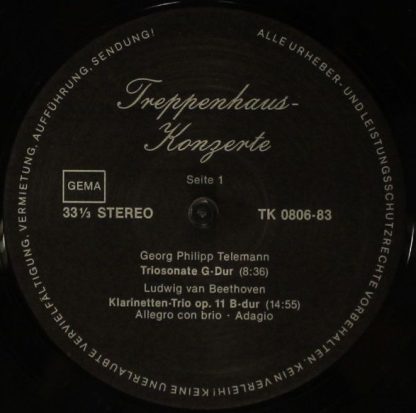 ALLE URHEBER- UND LEISTUNGSSCHUTZRECHTE VORBEHALTEN. KEIN VERLEIH! KEINE UNERLAUBTE VERVIELFÄLTIGUNG, VERMIETUNG, AUFFÜHRUNG, SENDUNG!
Treppenhaus-
Konzerte
Seite 1
GEMA
33⅓ STEREO TK 0806-83
Georg Philipp Telemann
Triosonate G-Dur (8:36)
Ludwig van Beethoven
Klarinetten-Trio op. 11 B-dur (14:55)
Allegro con brio · Adagio